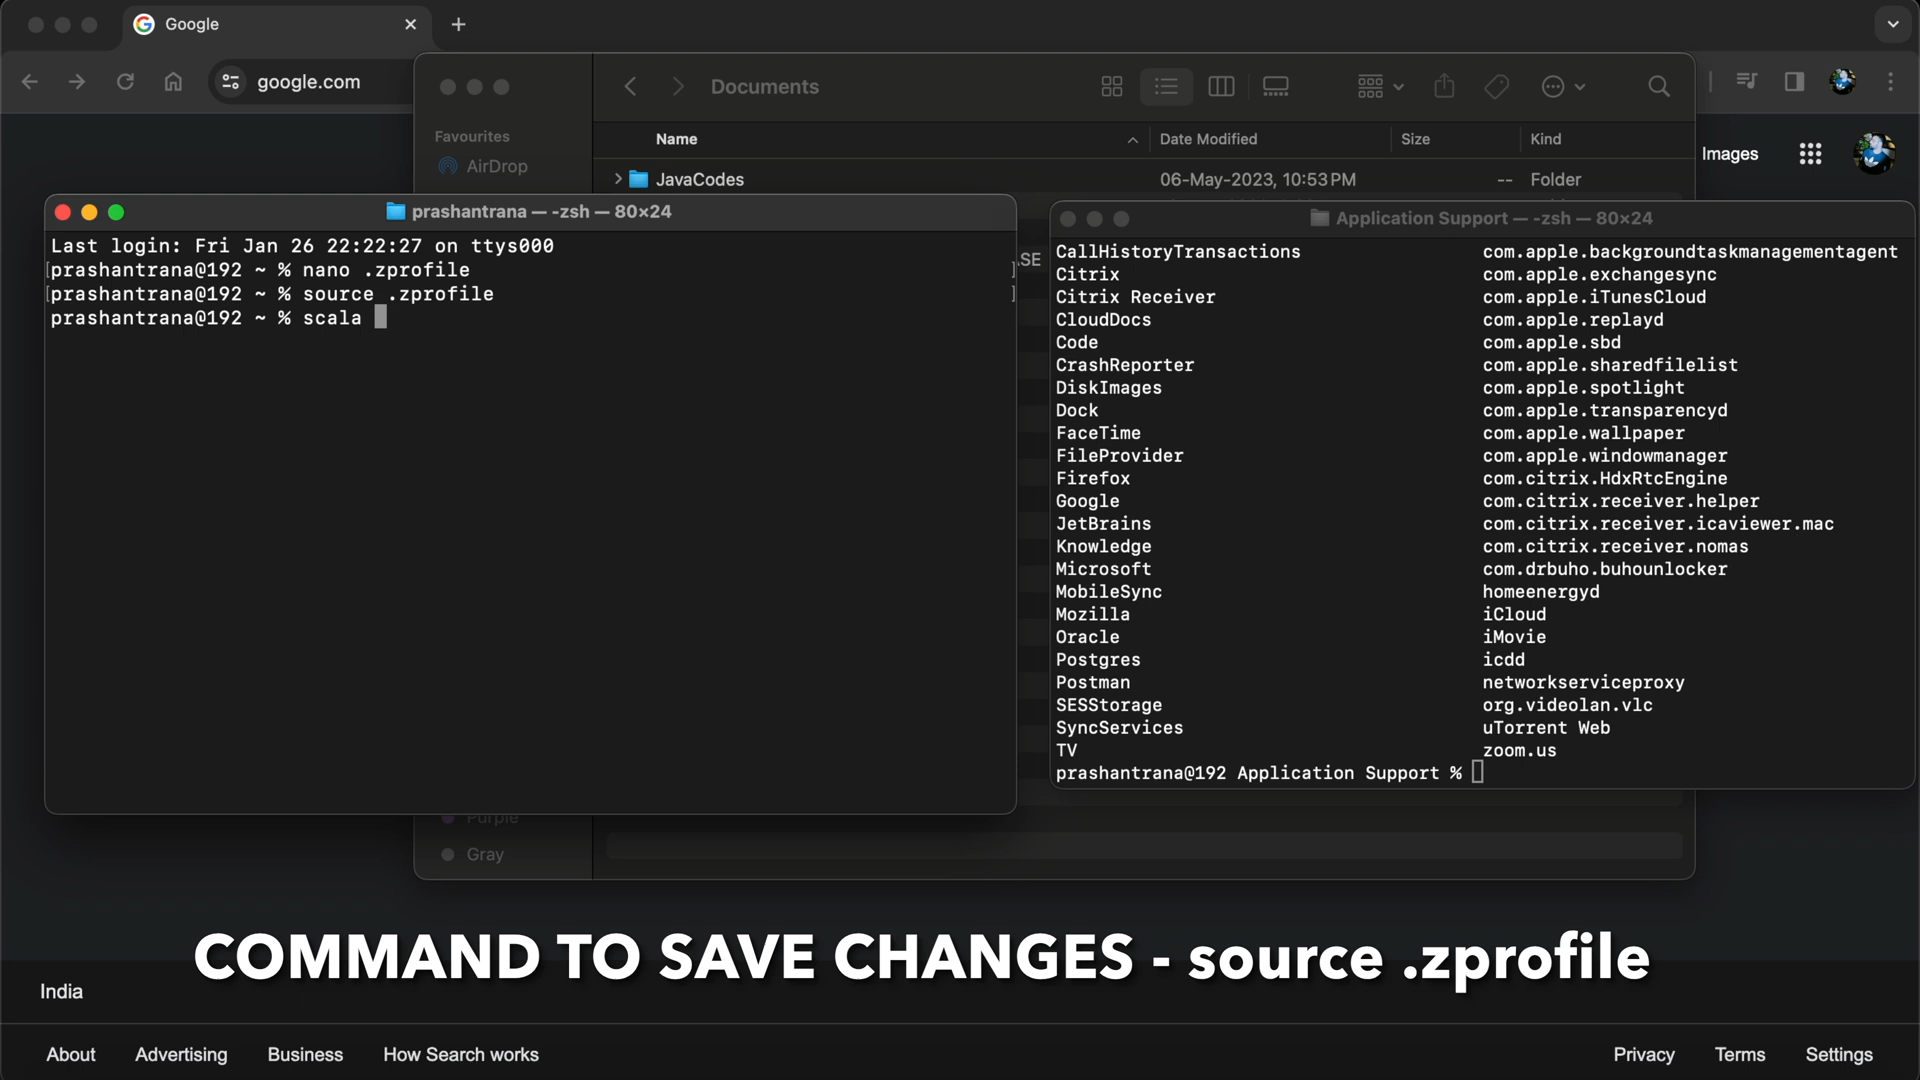 Google
google.com
Documents
Favourites
AirDrop
Name
Date Modified
Size
Kind
JavaCodes
06-May-2023, 10:53 PM
--
Folder
Images
prashantrana — -zsh — 80×24
Last login: Fri Jan 26 22:22:27 on ttys000
[prashantrana@192 ~ % nano .zprofile ]
[prashantrana@192 ~ % source .zprofile ]
prashantrana@192 ~ % scala
SE
Application Support — -zsh — 80×24
CallHistoryTransactions com.apple.backgroundtaskmanagementagent
Citrix com.apple.exchangesync
Citrix Receiver com.apple.iTunesCloud
CloudDocs com.apple.replayd
Code com.apple.sbd
CrashReporter com.apple.sharedfilelist
DiskImages com.apple.spotlight
Dock com.apple.transparencyd
FaceTime com.apple.wallpaper
FileProvider com.apple.windowmanager
Firefox com.citrix.HdxRtcEngine
Google com.citrix.receiver.helper
JetBrains com.citrix.receiver.icaviewer.mac
Knowledge com.citrix.receiver.nomas
Microsoft com.drbuho.buhounlocker
MobileSync homeenergyd
Mozilla iCloud
Oracle iMovie
Postgres icdd
Postman networkserviceproxy
SESStorage org.videolan.vlc
SyncServices uTorrent Web
TV zoom.us
prashantrana@192 Application Support %
Purple
Gray
COMMAND TO SAVE CHANGES - source .zprofile
India
About Advertising Business How Search works Privacy Terms Settings